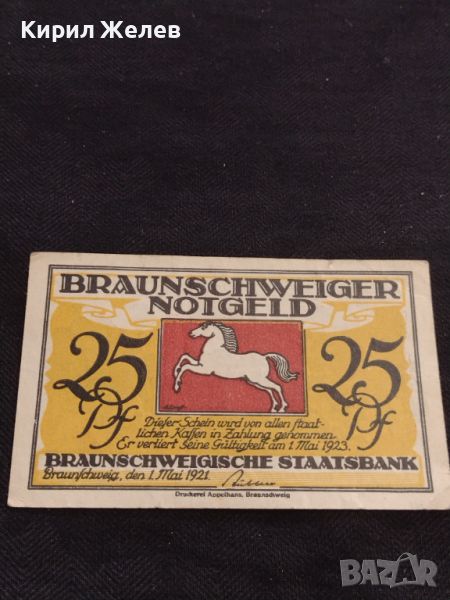 Кирил Желев
BRAUNSCHWEIGER
NOTGELD
25 Pf
25 Pf
Dieser Schein wird von allen staat-
lichen Kassen in Zahlung genommen.
Er verliert seine Gültigkeit am 1. Mai 1923.
BRAUNSCHWEIGISCHE STAATSBANK
Braunschweig, den 1. Mai 1921.
Druckerei Appelhans, Braunschweig
BAZAR